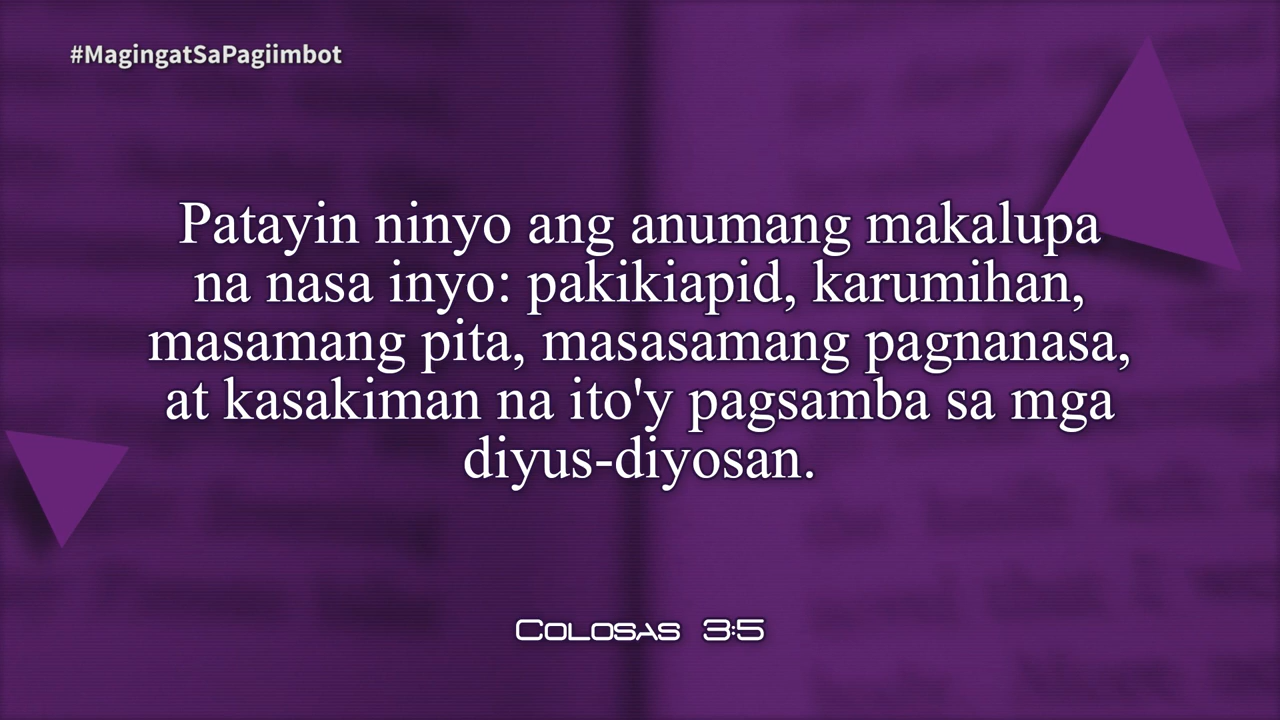 #MagingatSaPagiimbot
Patayin ninyo ang anumang makalupa
na nasa inyo: pakikiapid, karumihan,
masamang pita, masasamang pagnanasa,
at kasakiman na ito'y pagsamba sa mga
diyus-diyosan.
Colosas 3:5